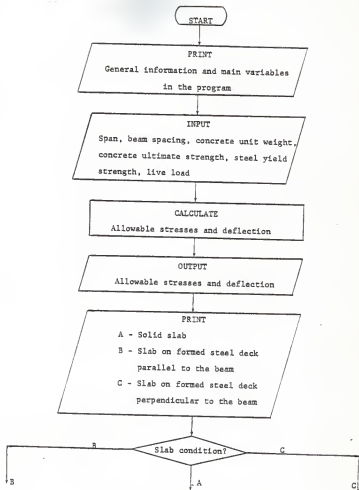 START
PRINT
General information and main variables
in the program
INPUT
Span, beam spacing, concrete unit weight,
concrete ultimate strength, steel yield
strength, live load
CALCULATE
Allowable stresses and deflection
OUTPUT
Allowable stresses and deflection
PRINT
A - Solid slab
B - Slab on formed steel deck
parallel to the beam
C - Slab on formed steel deck
perpendicular to the beam
B
Slab condition?
C
B
A
C